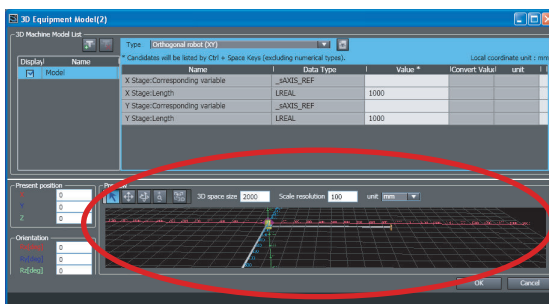 3D Equipment Model(2)
3D Machine Model List
Type Orthogonal robot (XY)
* Candidates will be listed by Ctrl + Space Keys (excluding numerical types). Local coordinate unit : mm
Display Name
Model
Name Data Type Value * Convert Value unit
X Stage:Corresponding variable _sAXIS_REF
X Stage:Length LREAL 1000
Y Stage:Corresponding variable _sAXIS_REF
Y Stage:Length LREAL 1000
Present position
0
Y 0
Z 0
Orientation
0
0
Rz[deg] 0
Preview
3D space size 2000 Scale resolution 100 unit: mm
OK Cancel